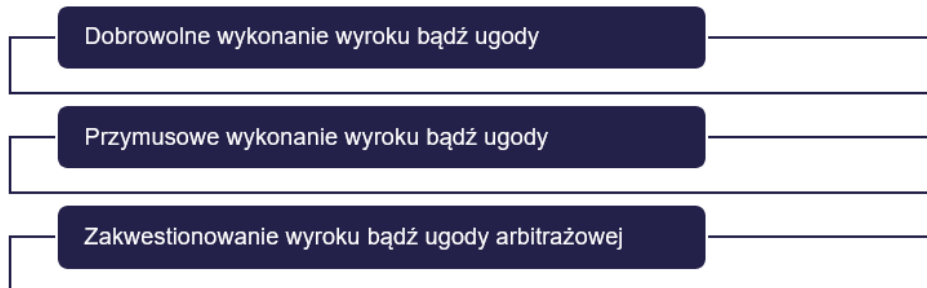 Dobrowolne wykonanie wyroku bądź ugody
Przymusowe wykonanie wyroku bądź ugody
Zakwestionowanie wyroku bądź ugody arbitrażowej